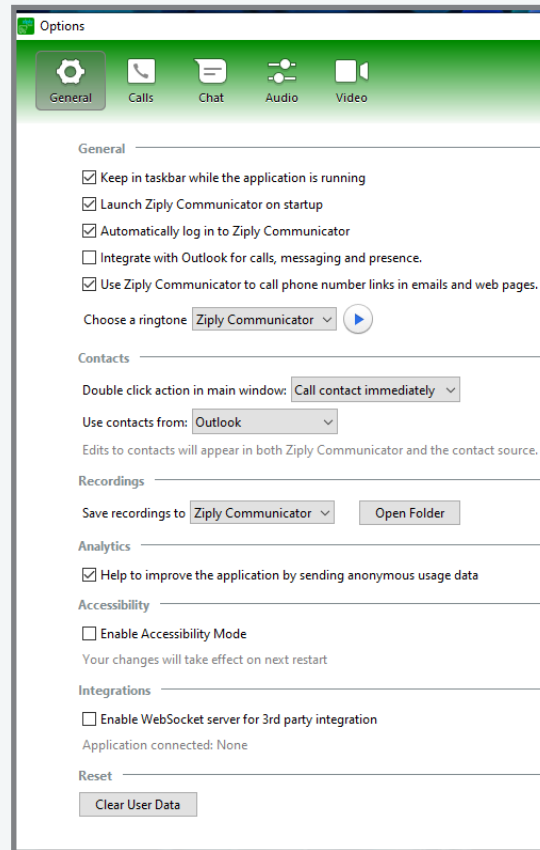 Options
General Calls Chat Audio Video
General
Keep in taskbar while the application is running
Launch Ziply Communicator on startup
Automatically log in to Ziply Communicator
Integrate with Outlook for calls, messaging and presence.
Use Ziply Communicator to call phone number links in emails and web pages.
Choose a ringtone Ziply Communicator
Contacts
Double click action in main window: Call contact immediately
Use contacts from: Outlook
Edits to contacts will appear in both Ziply Communicator and the contact source.
Recordings
Save recordings to Ziply Communicator Open Folder
Analytics
Help to improve the application by sending anonymous usage data
Accessibility
Enable Accessibility Mode
Your changes will take effect on next restart
Integrations
Enable WebSocket server for 3rd party integration
Application connected: None
Reset
Clear User Data